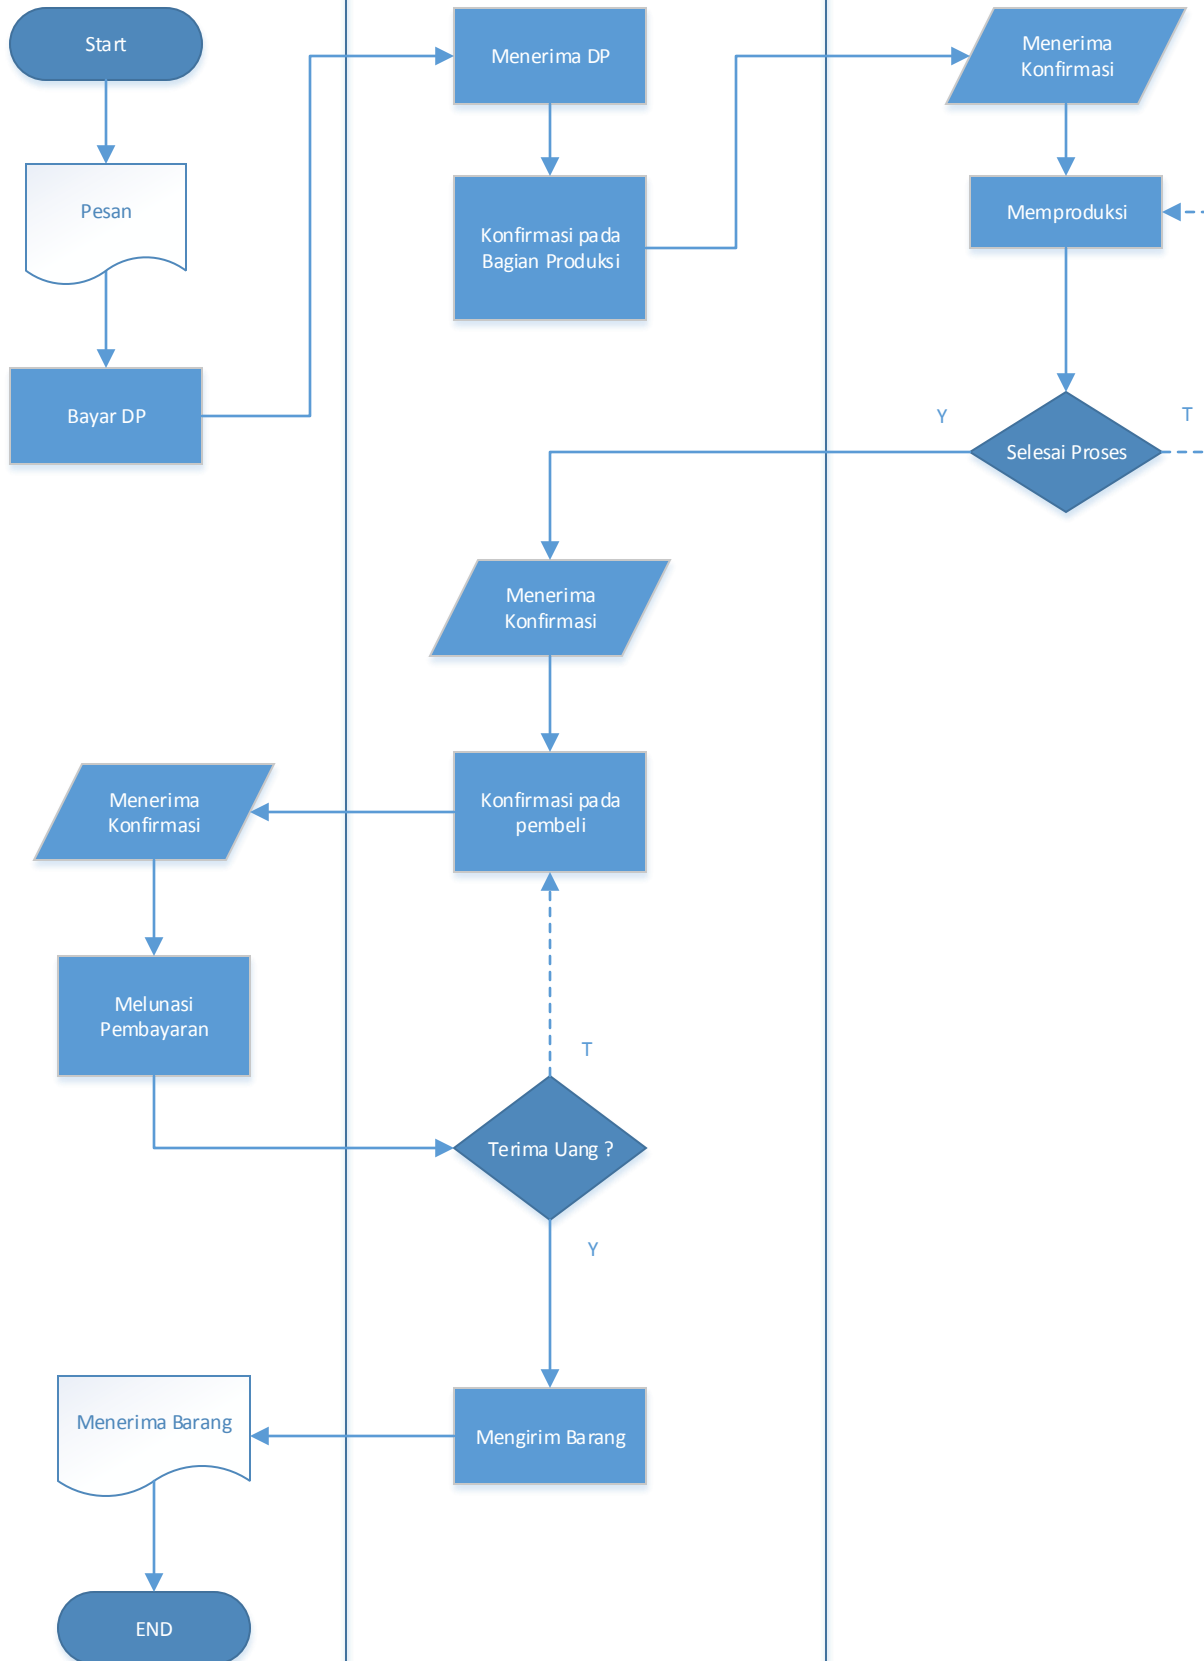 Start
Pesan
Bayar DP
Menerima DP
Konfirmasi pada
Bagian Produksi
Menerima
Konfirmasi
Memproduksi
Selesai Proses
Y
T
Menerima
Konfirmasi
Konfirmasi pada
pembeli
Menerima
Konfirmasi
Melunasi
Pembayaran
T
Terima Uang ?
Y
Mengirim Barang
Menerima Barang
END